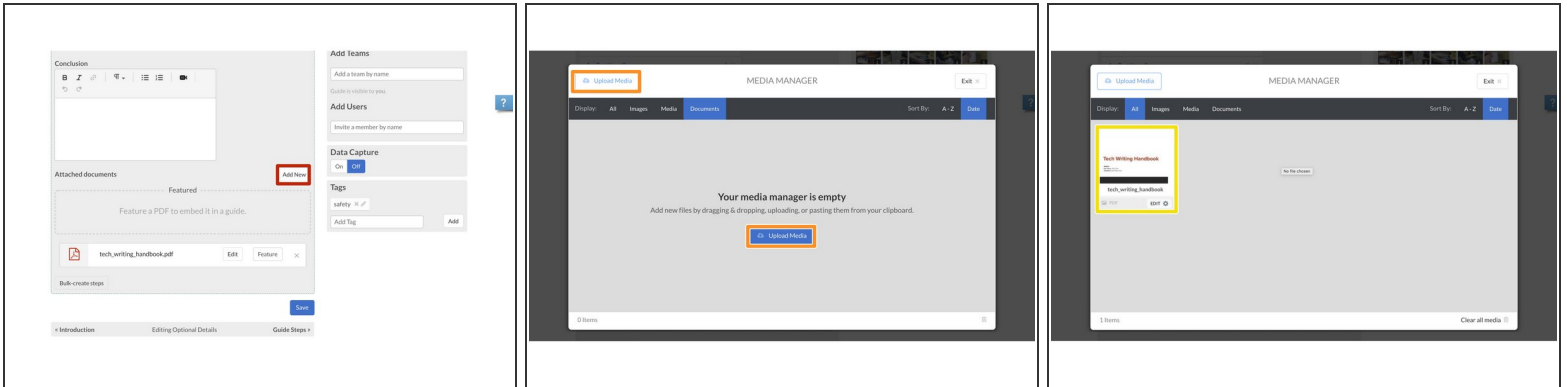 Conclusion
B I
Attached documents
Add New
Featured
Feature a PDF to embed it in a guide.
tech_writing_handbook.pdf
Edit
Feature
Bulk-create steps
Save
« Introduction
Editing Optional Details
Guide Steps »
Add Teams
Add a team by name
Guide is visible to you.
Add Users
Invite a member by name
Data Capture
On Off
Tags
safety
Add Tag
Add
?
Upload Media
MEDIA MANAGER
Exit ×
Display: All Images Media Documents
Sort By: A - Z Date
Your media manager is empty
Add new files by dragging & dropping, uploading, or pasting them from your clipboard.
Upload Media
0 Items
?
Upload Media
MEDIA MANAGER
Exit ×
Display: All Images Media Documents
Sort By: A - Z Date
Tech Writing Handbook
tech_writing_handbook
PDF
EDIT
No file chosen
1 Items
Clear all media
?